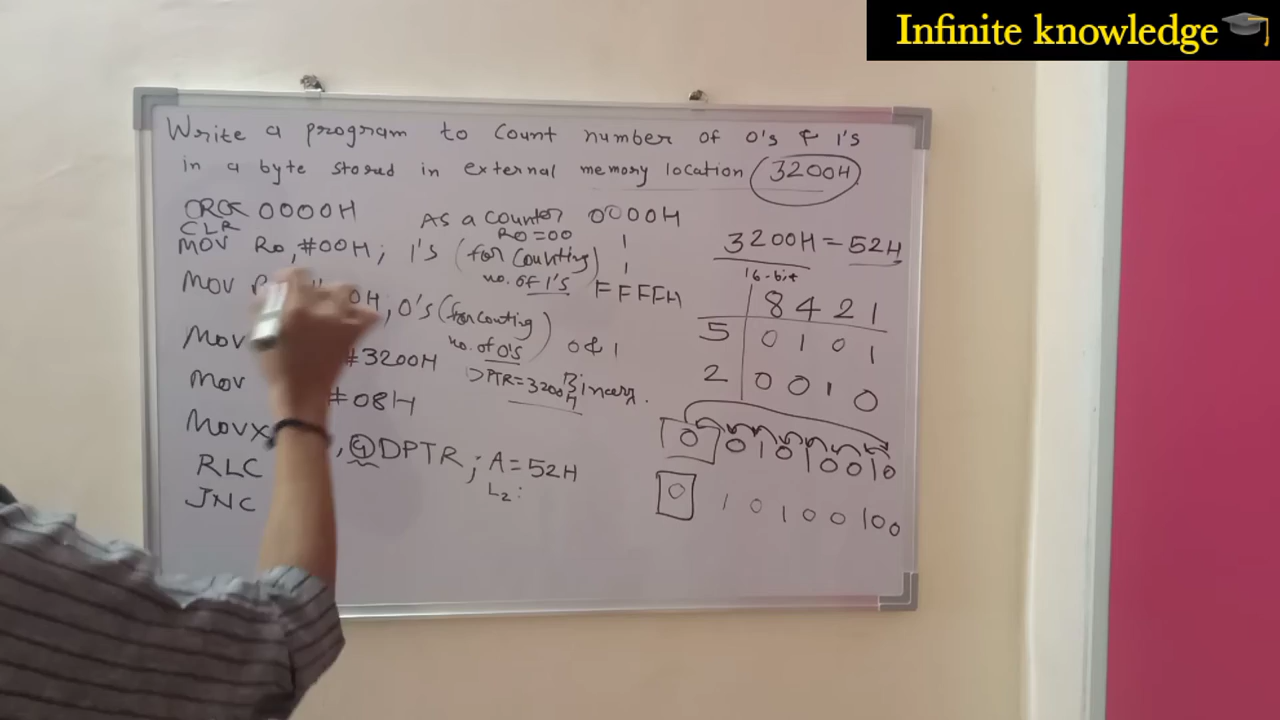 Infinite knowledge
Write a program to count number of 0's & 1's
in a byte stored in external memory location 3200H
ORG 0000H
CLR
MOV R0, #00H; 1's (for counting no. of 1's)
MOV 0H; 0's (for counting no. of 0's)
MOV #3200H
DPTR=3200H
MOV #08H
MOVX , @DPTR; A=52H
RLC
L2:
JNC
As a counter 0000H
R0=00
1
1
FFFFH
0 & 1
Binary.
3200H = 52H
16-bit
8 4 2 1
5 0 1 0 1
2 0 0 1 0
0 0 1 0 1 0 0 1 0
0 1 0 1 0 0 1 0 0